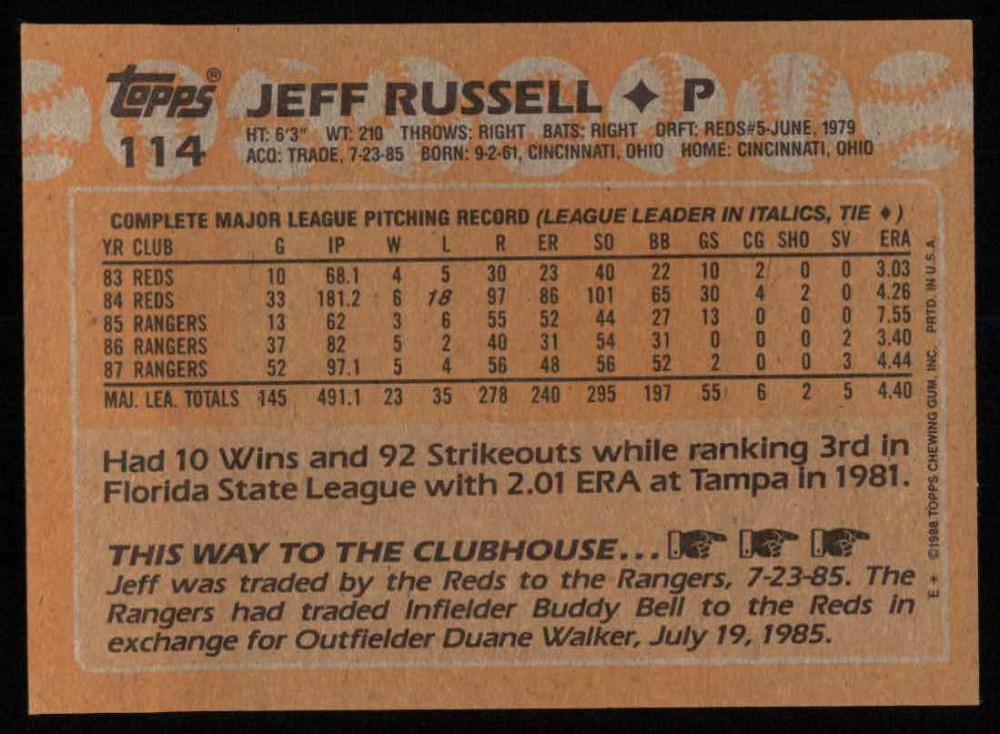 Topps®
114
JEFF RUSSELL ✦ P
HT: 6'3" WT: 210 THROWS: RIGHT BATS: RIGHT DRFT: REDS#5-JUNE, 1979
ACQ: TRADE, 7-23-85 BORN: 9-2-61, CINCINNATI, OHIO HOME: CINCINNATI, OHIO
COMPLETE MAJOR LEAGUE PITCHING RECORD (LEAGUE LEADER IN ITALICS, TIE ♦)
YR CLUB G IP W L R ER SO BB GS CG SHO SV ERA
83 REDS 10 68.1 4 5 30 23 40 22 10 2 0 0 3.03
84 REDS 33 181.2 6 18 97 86 101 65 30 4 2 0 4.26
85 RANGERS 13 62 3 6 55 52 44 27 13 0 0 0 7.55
86 RANGERS 37 82 5 2 40 31 54 31 0 0 0 2 3.40
87 RANGERS 52 97.1 5 4 56 48 56 52 2 0 0 3 4.44
MAJ. LEA. TOTALS 145 491.1 23 35 278 240 295 197 55 6 2 5 4.40
Had 10 Wins and 92 Strikeouts while ranking 3rd in
Florida State League with 2.01 ERA at Tampa in 1981.
THIS WAY TO THE CLUBHOUSE...
Jeff was traded by the Reds to the Rangers, 7-23-85. The
Rangers had traded Infielder Buddy Bell to the Reds in
exchange for Outfielder Duane Walker, July 19, 1985.
E* ©1988 TOPPS CHEWING GUM, INC. PRTD. IN U.S.A.